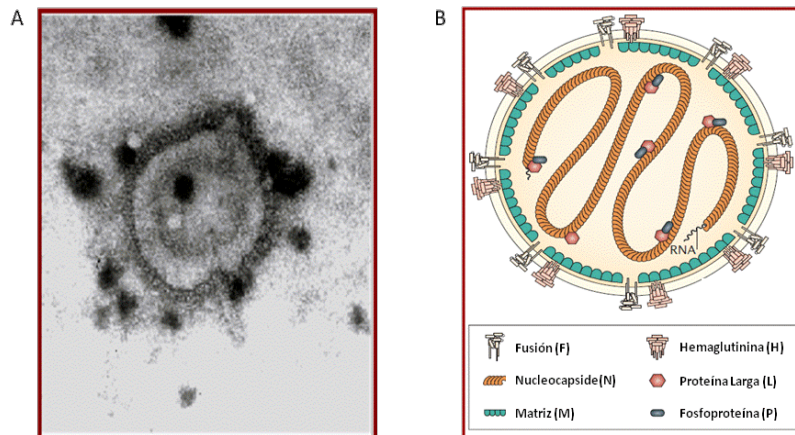 A
B
RNA
Fusión (F)
Hemaglutinina (H)
Nucleocapside(N)
Proteína Larga (L)
Matriz (M)
Fosfoproteína (P)